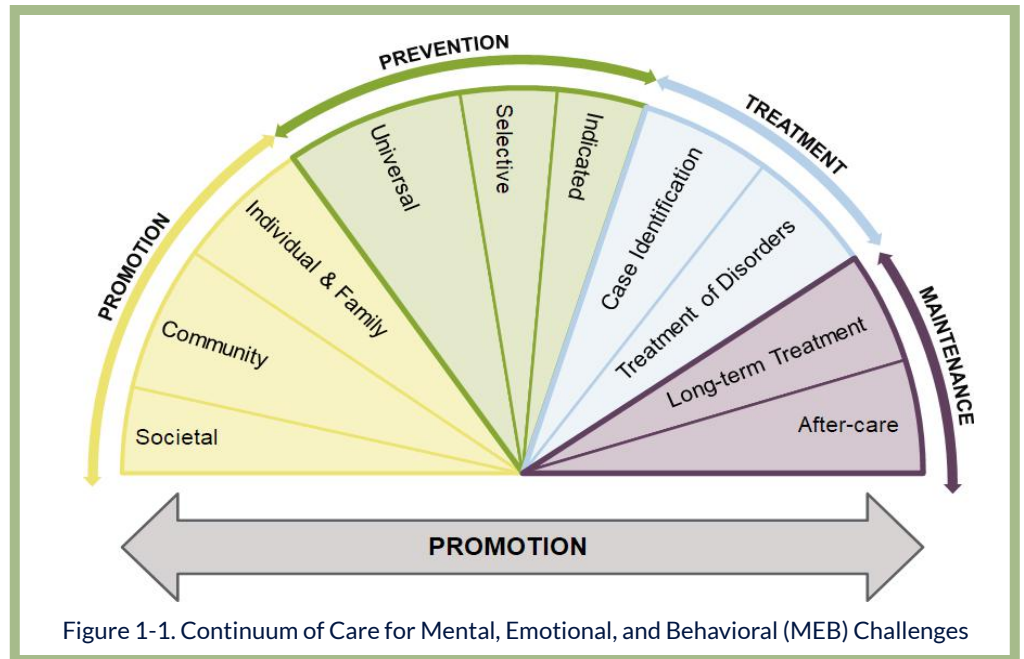 PREVENTION
TREATMENT
PROMOTION
MAINTENANCE
Societal
Community
Individual & Family
Universal
Selective
Indicated
Case Identification
Treatment of Disorders
Long-term Treatment
After-care
PROMOTION
Figure 1-1. Continuum of Care for Mental, Emotional, and Behavioral (MEB) Challenges